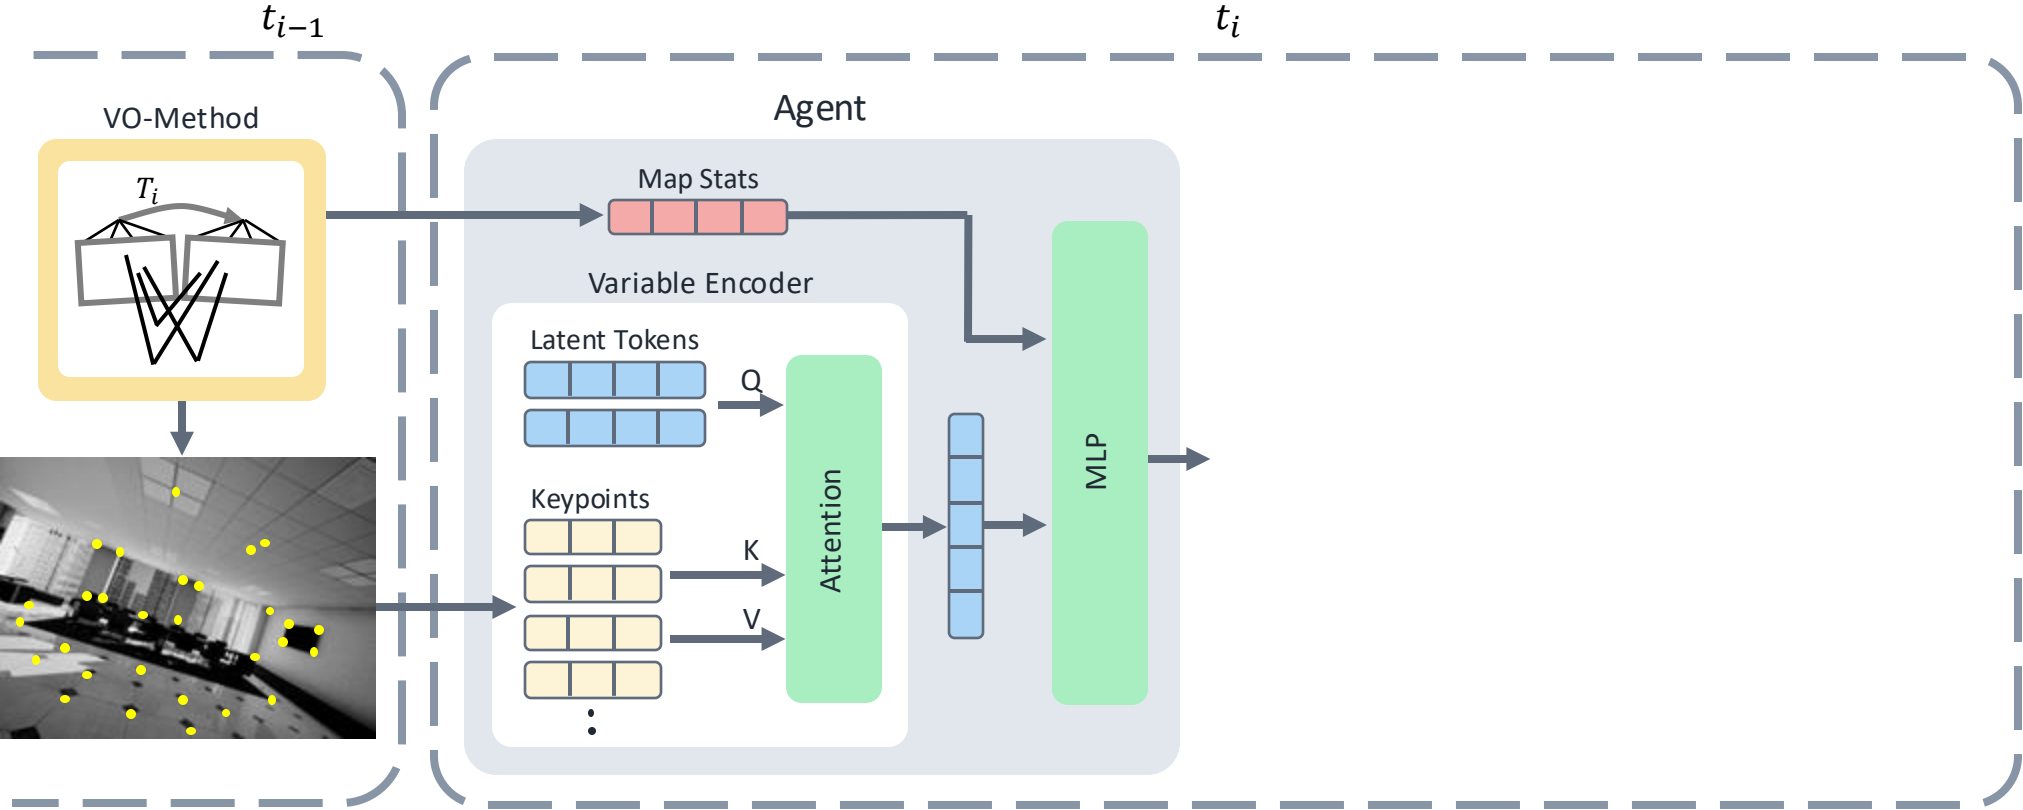 t_{i−1}
t_i
VO-Method
T_i
Agent
Map Stats
Variable Encoder
Latent Tokens
Q
Keypoints
K
V
Attention
MLP